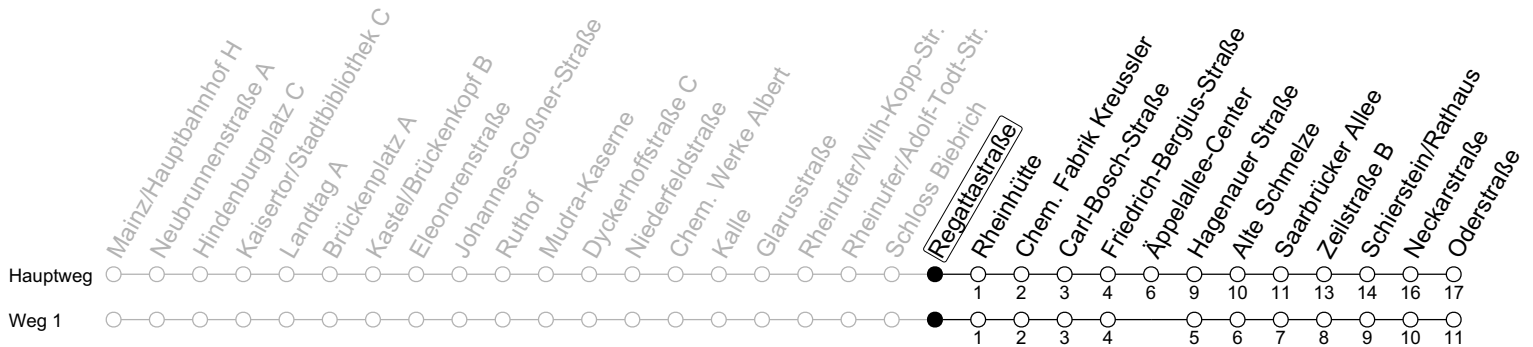 Mainz/Hauptbahnhof H
Neubrunnenstraße A
Hindenburgplatz C
Kaisertor/Stadtbibliothek C
Landtag A
Brückenplatz A
Kastel/Brückenkopf B
Eleonorenstraße
Johannes-Goßner-Straße
Ruthof
Mudra-Kaserne
Dyckerhoffstraße C
Niederfeldstraße
Chem. Werke Albert
Kalle
Glarusstraße
Rheinufer/Wilh-Kopp-Str.
Rheinufer/Adolf-Todt-Str.
Schloss Biebrich
Regattastraße
Rheinhütte
Chem. Fabrik Kreussler
Carl-Bosch-Straße
Friedrich-Bergius-Straße
Äppelallee-Center
Hagenauer Straße
Alte Schmelze
Saarbrücker Allee
Zeilstraße B
Schierstein/Rathaus
Neckarstraße
Oderstraße
Hauptweg
1 2 3 4 6 9 10 11 13 14 16 17
Weg 1
1 2 3 4 5 6 7 8 9 10 11